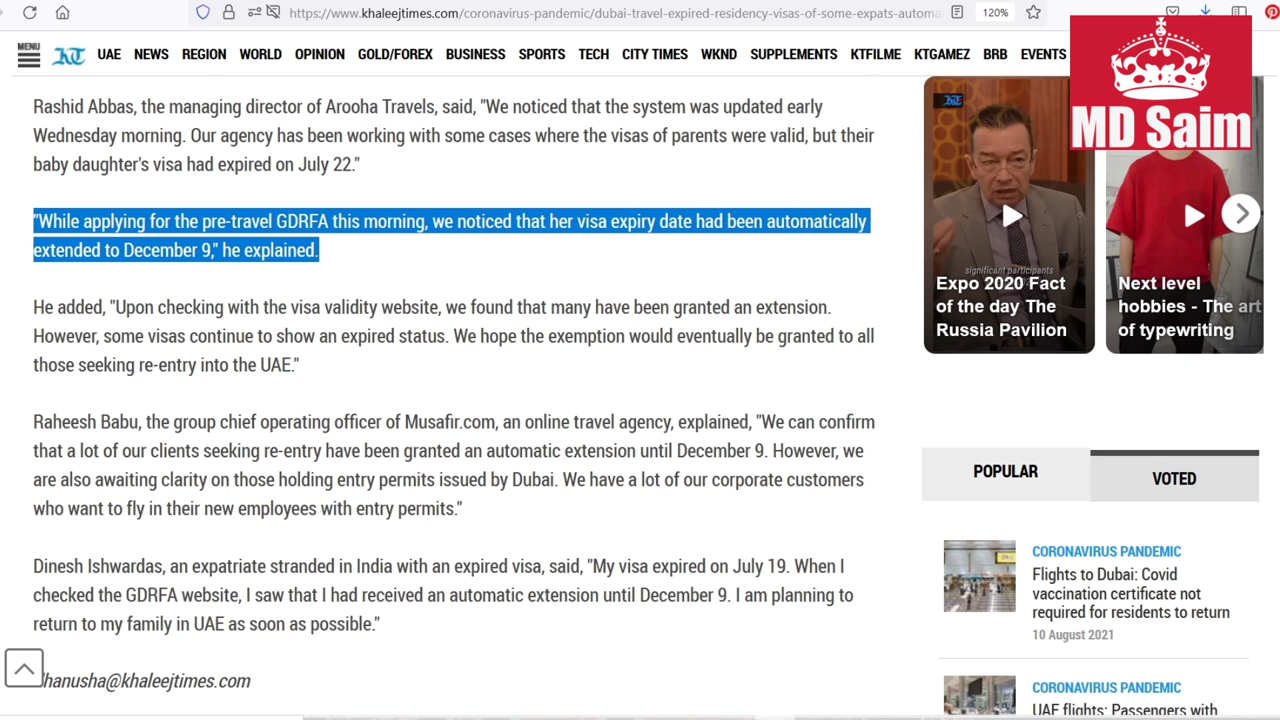 https://www.khaleejtimes.com/coronavirus-pandemic/dubai-travel-expired-residency-visas-of-some-expats-automa
120%
MENU
KT
UAE NEWS REGION WORLD OPINION GOLD/FOREX BUSINESS SPORTS TECH CITY TIMES WKND SUPPLEMENTS KTFILME KTGAMEZ BRB EVENTS
MD Saim
Rashid Abbas, the managing director of Arooha Travels, said, "We noticed that the system was updated early
Wednesday morning. Our agency has been working with some cases where the visas of parents were valid, but their
baby daughter's visa had expired on July 22."
"While applying for the pre-travel GDRFA this morning, we noticed that her visa expiry date had been automatically
extended to December 9," he explained.
He added, "Upon checking with the visa validity website, we found that many have been granted an extension.
However, some visas continue to show an expired status. We hope the exemption would eventually be granted to all
those seeking re-entry into the UAE."
Raheesh Babu, the group chief operating officer of Musafir.com, an online travel agency, explained, "We can confirm
that a lot of our clients seeking re-entry have been granted an automatic extension until December 9. However, we
are also awaiting clarity on those holding entry permits issued by Dubai. We have a lot of our corporate customers
who want to fly in their new employees with entry permits."
Dinesh Ishwardas, an expatriate stranded in India with an expired visa, said, "My visa expired on July 19. When I
checked the GDRFA website, I saw that I had received an automatic extension until December 9. I am planning to
return to my family in UAE as soon as possible."
hanusha@khaleejtimes.com
KT
significant participants
Expo 2020 Fact
of the day The
Russia Pavilion
Next level
hobbies - The art
of typewriting
POPULAR
VOTED
CORONAVIRUS PANDEMIC
Flights to Dubai: Covid
vaccination certificate not
required for residents to return
10 August 2021
CORONAVIRUS PANDEMIC
UAE flights: Passengers with